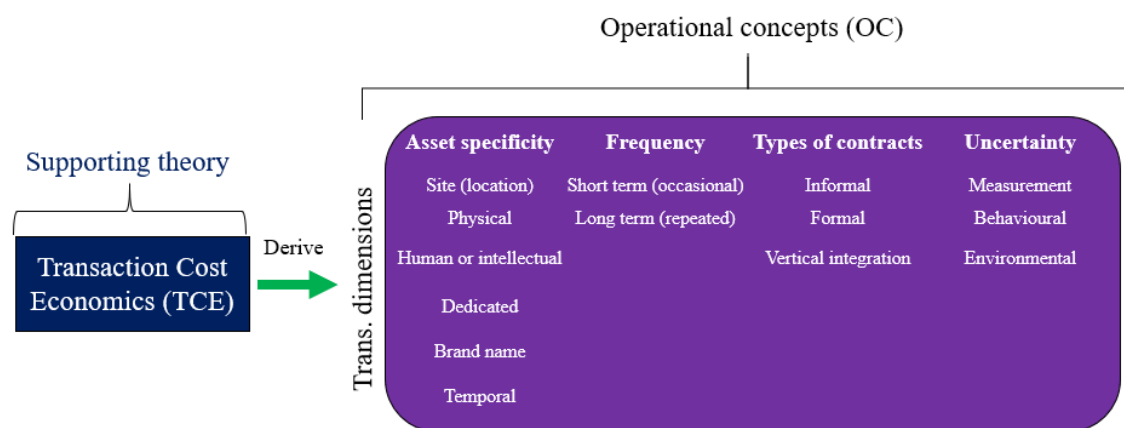 Operational concepts (OC)
Supporting theory
Transaction Cost
Economics (TCE)
Derive
Trans. dimensions
Asset specificity
Site (location)
Physical
Human or intellectual
Dedicated
Brand name
Temporal
Frequency
Short term (occasional)
Long term (repeated)
Types of contracts
Informal
Formal
Vertical integration
Uncertainty
Measurement
Behavioural
Environmental